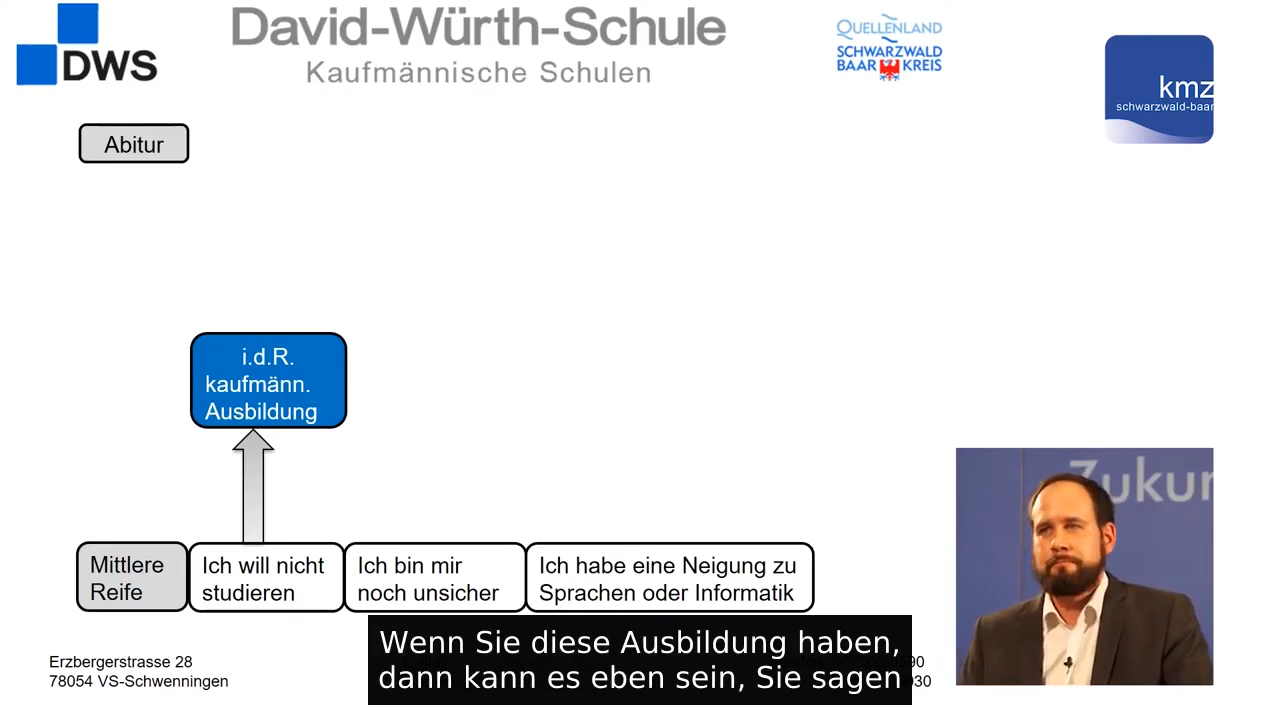 DWS
David-Würth-Schule
Kaufmännische Schulen
QUELLENLAND
SCHWARZWALD
BAAR KREIS
kmz
schwarzwald-baar
Abitur
i.d.R.
kaufmänn.
Ausbildung
Mittlere
Reife
Ich will nicht
studieren
Ich bin mir
noch unsicher
Ich habe eine Neigung zu
Sprachen oder Informatik
Zukun
Erzbergerstrasse 28
78054 VS-Schwenningen
Wenn Sie diese Ausbildung haben,
dann kann es eben sein, Sie sagen